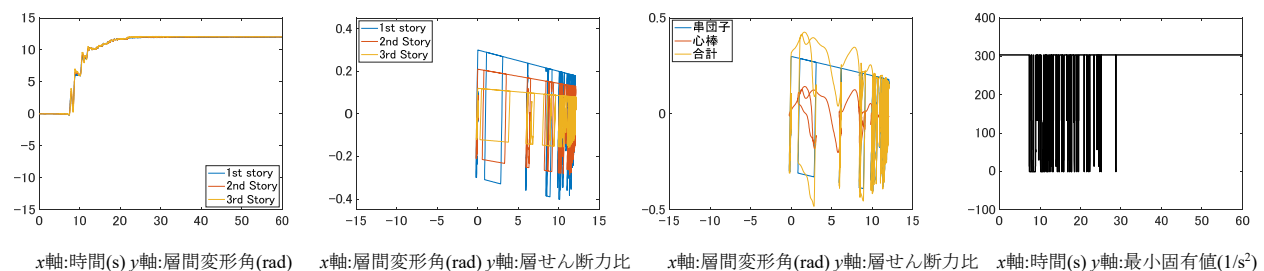 15
10
5
0
−5
−10
−15
0 10 20 30 40 50 60
1st story
2nd Story
3rd Story
x軸:時間(s) y軸:層間変形角(rad)
0.4
0.2
0
−0.2
−0.4
−15 −10 −5 0 5 10 15
1st story
2nd Story
3rd Story
x軸:層間変形角(rad) y軸:層せん断力比
0.5
0
−0.5
−15 −10 −5 0 5 10 15
串団子
心棒
合計
x軸:層間変形角(rad) y軸:層せん断力比
400
300
200
100
0
−100
0 10 20 30 40 50 60
x軸:時間(s) y軸:最小固有値(1/s²)